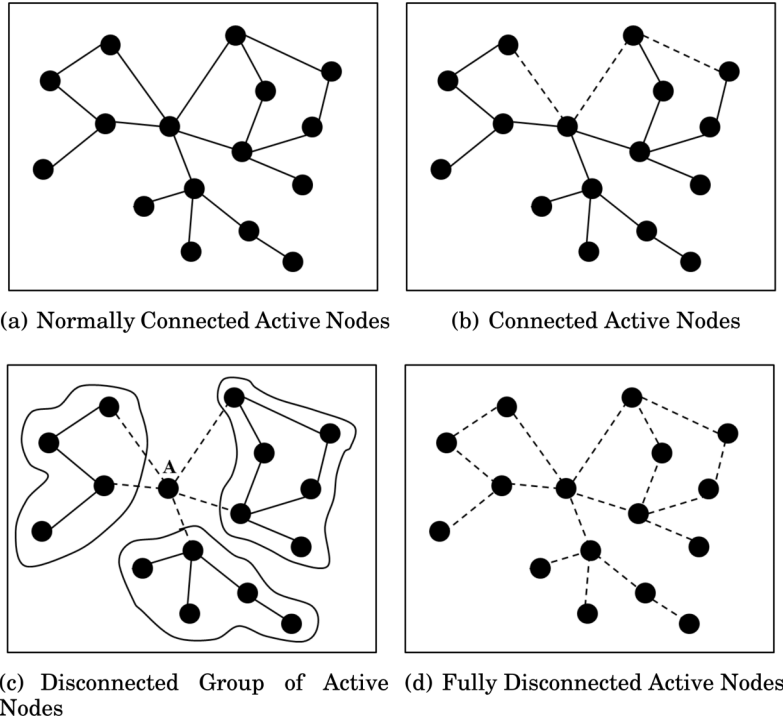 (a) Normally Connected Active Nodes
(b) Connected Active Nodes
A
(c) Disconnected Group of Active
Nodes
(d) Fully Disconnected Active Nodes